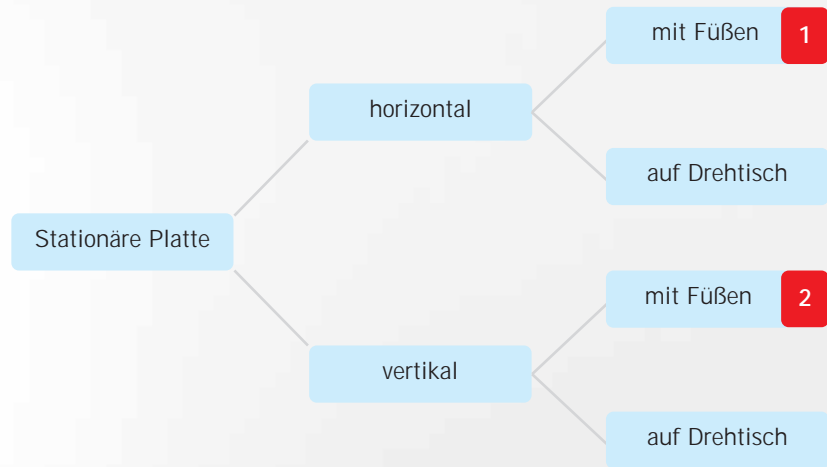 mit Füßen 1
horizontal
auf Drehtisch
Stationäre Platte
mit Füßen 2
vertikal
auf Drehtisch